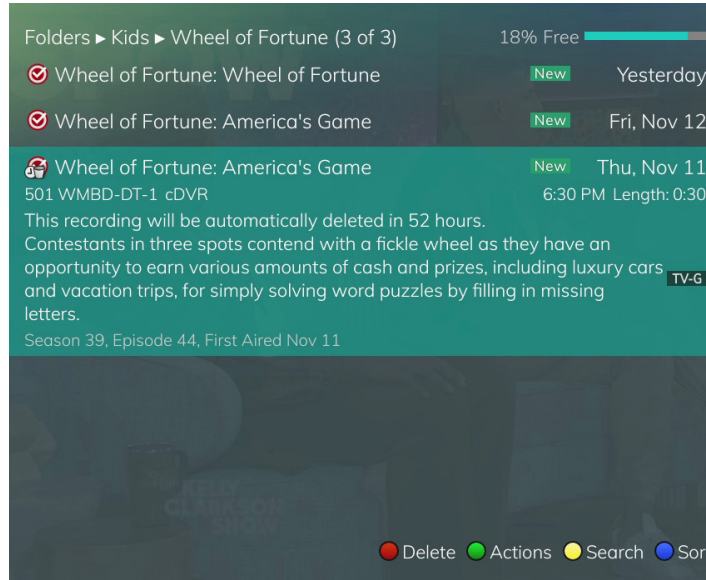 Folders ▸ Kids ▸ Wheel of Fortune (3 of 3) 18% Free
Wheel of Fortune: Wheel of Fortune New Yesterday
Wheel of Fortune: America's Game New Fri, Nov 12
Wheel of Fortune: America's Game New Thu, Nov 11
501 WMBD-DT-1 cDVR 6:30 PM Length: 0:30
This recording will be automatically deleted in 52 hours.
Contestants in three spots contend with a fickle wheel as they have an
opportunity to earn various amounts of cash and prizes, including luxury cars
and vacation trips, for simply solving word puzzles by filling in missing
letters.
TV-G
Season 39, Episode 44, First Aired Nov 11
KELLY
CLARKSON
SHOW
Delete Actions Search Sor